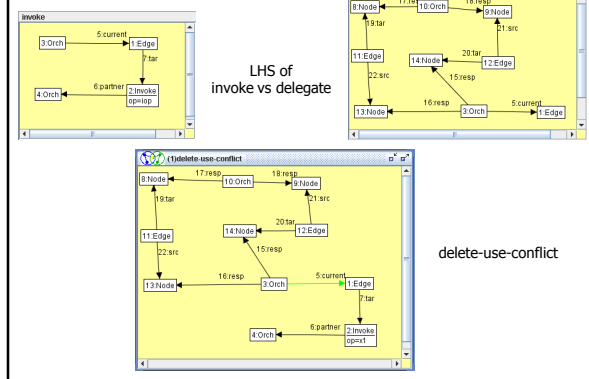 invoke
3:Orch
5:current
1:Edge
7:tar
4:Orch
6:partner
2:Invoke
op=iop
LHS of
invoke vs delegate
8:Node
10:Orch
9:Node
19:tar
21:src
11:Edge
14:Node
20:tar
12:Edge
22:src
15:resp
13:Node
16:resp
3:Orch
5:current
1:Edge
(1)delete-use-conflict
8:Node
17:resp
10:Orch
18:resp
9:Node
19:tar
21:src
11:Edge
14:Node
20:tar
12:Edge
22:src
15:resp
13:Node
16:resp
3:Orch
5:current
1:Edge
7:tar
4:Orch
6:partner
2:Invoke
op=x1
delete-use-conflict